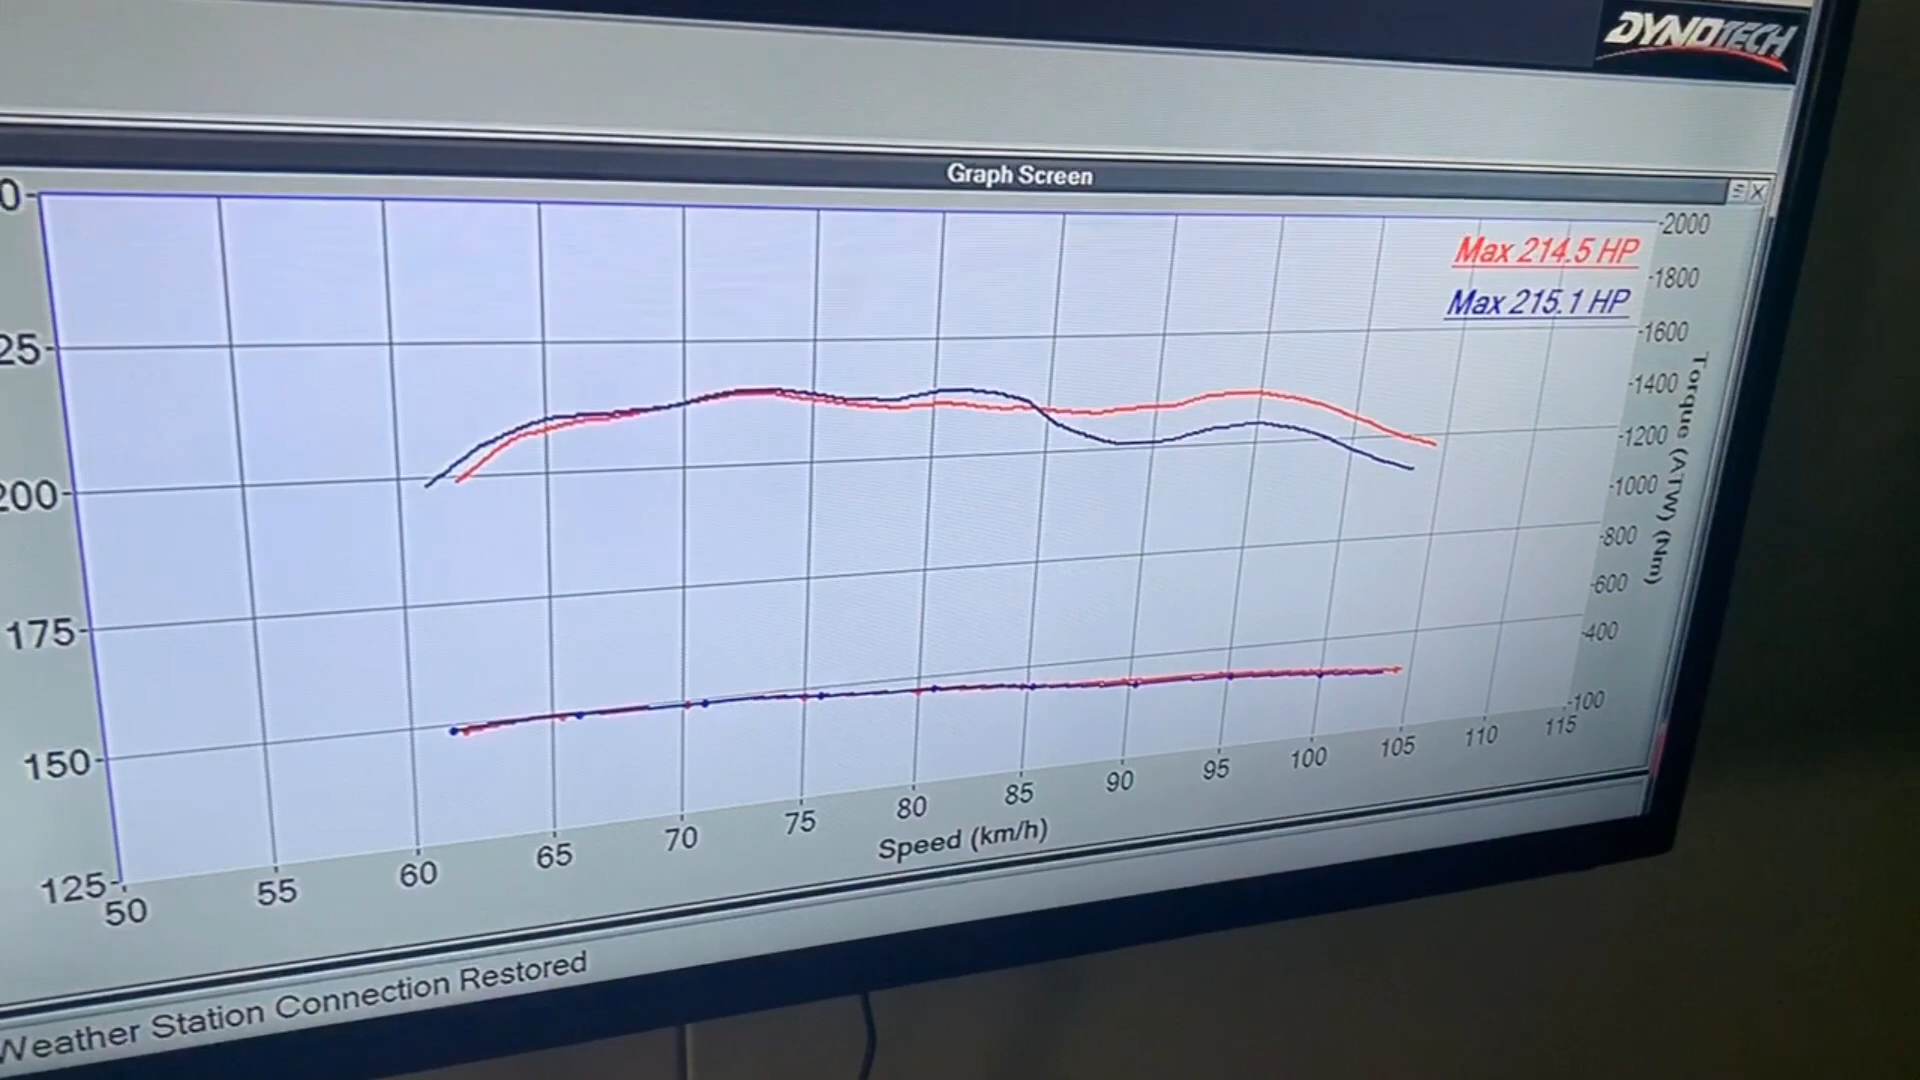 DYNOTECH
Graph Screen
Max 214.5 HP
Max 215.1 HP
0
25
200
175
150
125
-2000
-1800
-1600
-1400
-1200
-1000
-800
-600
-400
-100
Torque (ATW) (Nm)
50 55 60 65 70 75 80 85 90 95 100 105 110 115
Speed (km/h)
Weather Station Connection Restored